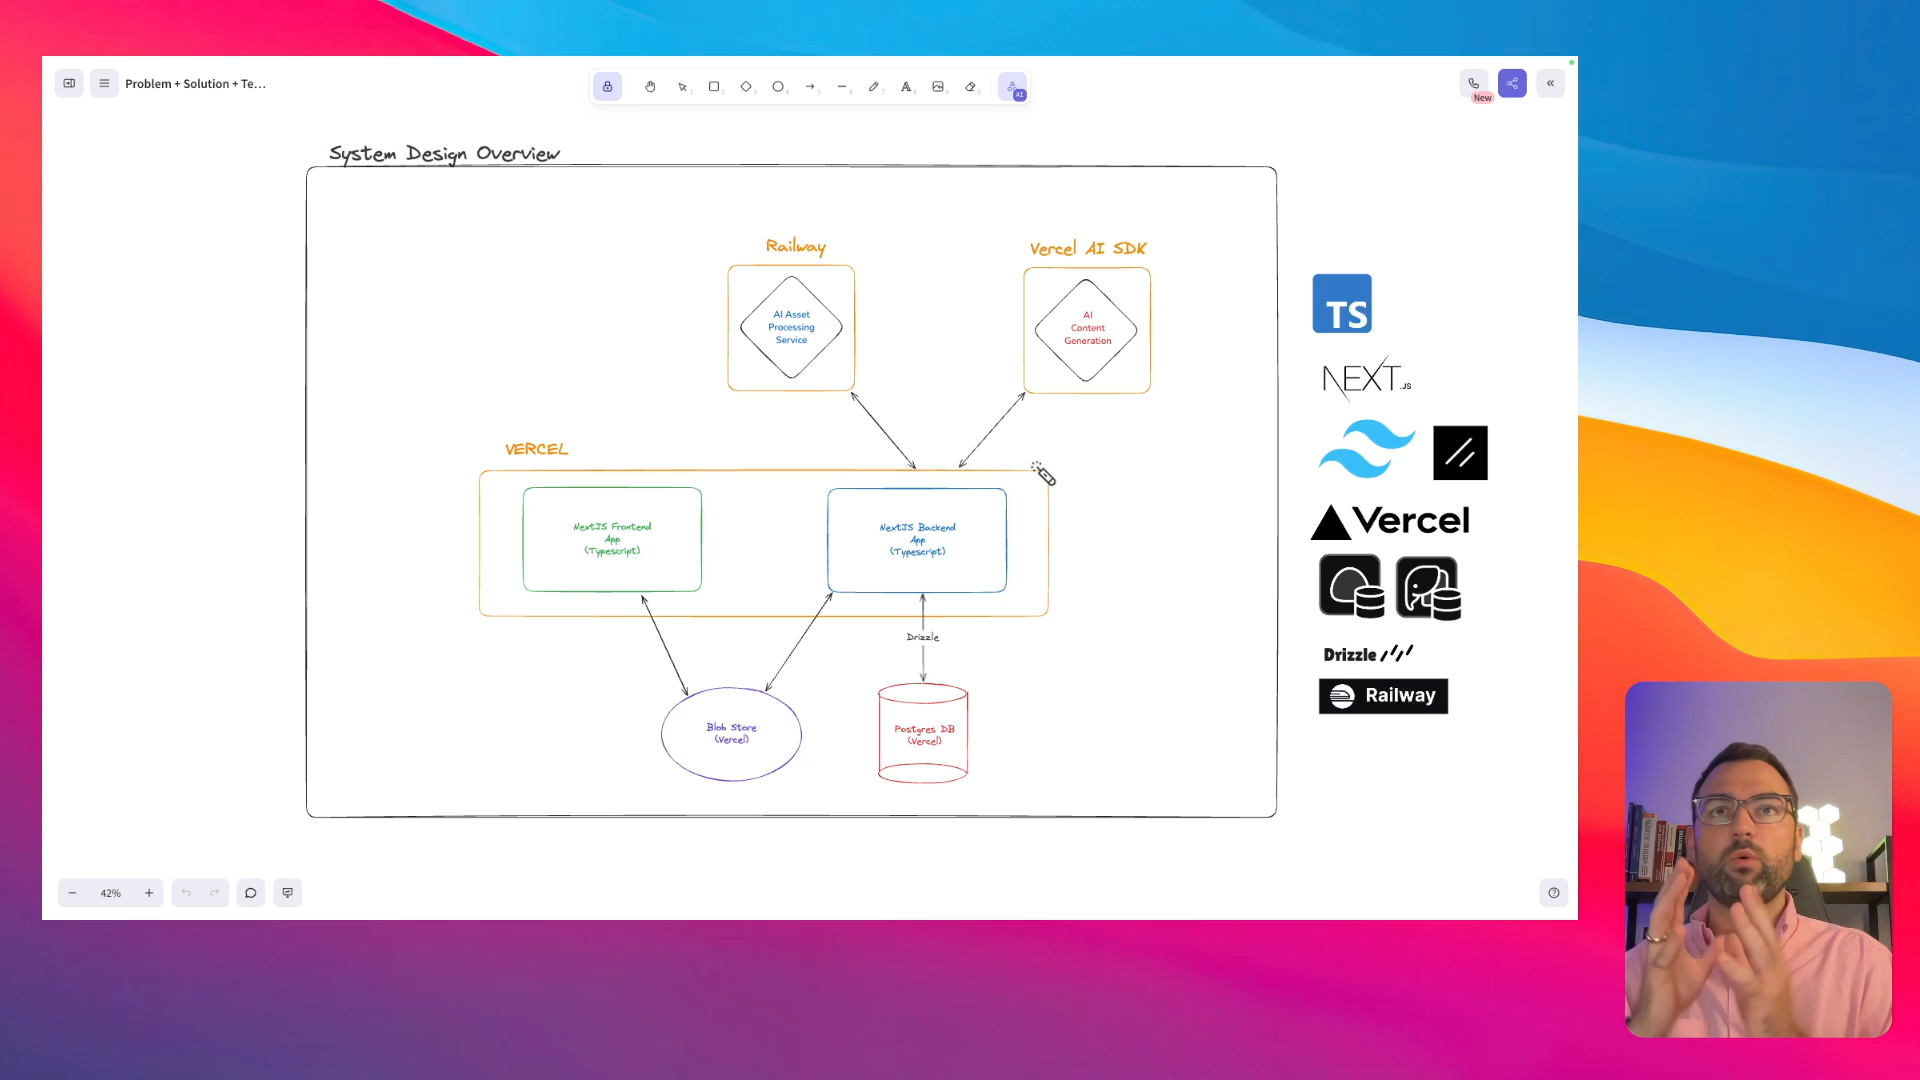 Problem + Solution + Te...
AI
New
System Design Overview
Railway
Vercel AI SDK
AI Asset
Processing
Service
AI
Content
Generation
TS
NEXT.JS
VERCEL
NextJS Frontend
App
(Typescript)
NextJS Backend
App
(Typescript)
Vercel
Drizzle
Drizzle
Railway
Blob Store
(Vercel)
Postgres DB
(Vercel)
42%